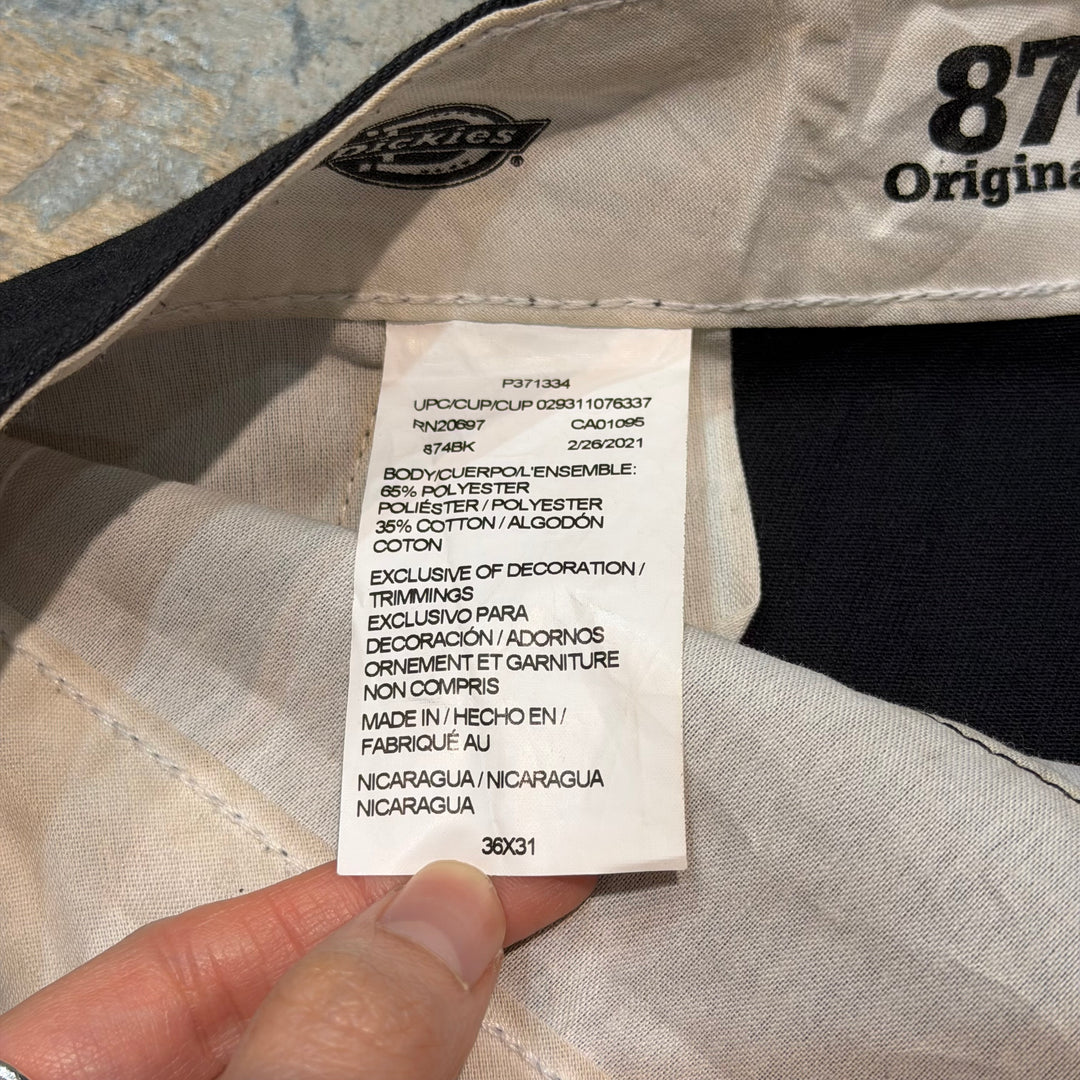 Dickies®
87
Original
P371334
UPC/CUP/CUP 029311076337
RN20697 CA01095
874BK 2/26/2021
BODY/CUERPO/L'ENSEMBLE:
65% POLYESTER
POLIÉSTER / POLYESTER
35% COTTON / ALGODÓN
COTON
EXCLUSIVE OF DECORATION /
TRIMMINGS
EXCLUSIVO PARA
DECORACIÓN / ADORNOS
ORNEMENT ET GARNITURE
NON COMPRIS
MADE IN / HECHO EN /
FABRIQUÉ AU
NICARAGUA / NICARAGUA
NICARAGUA
36X31